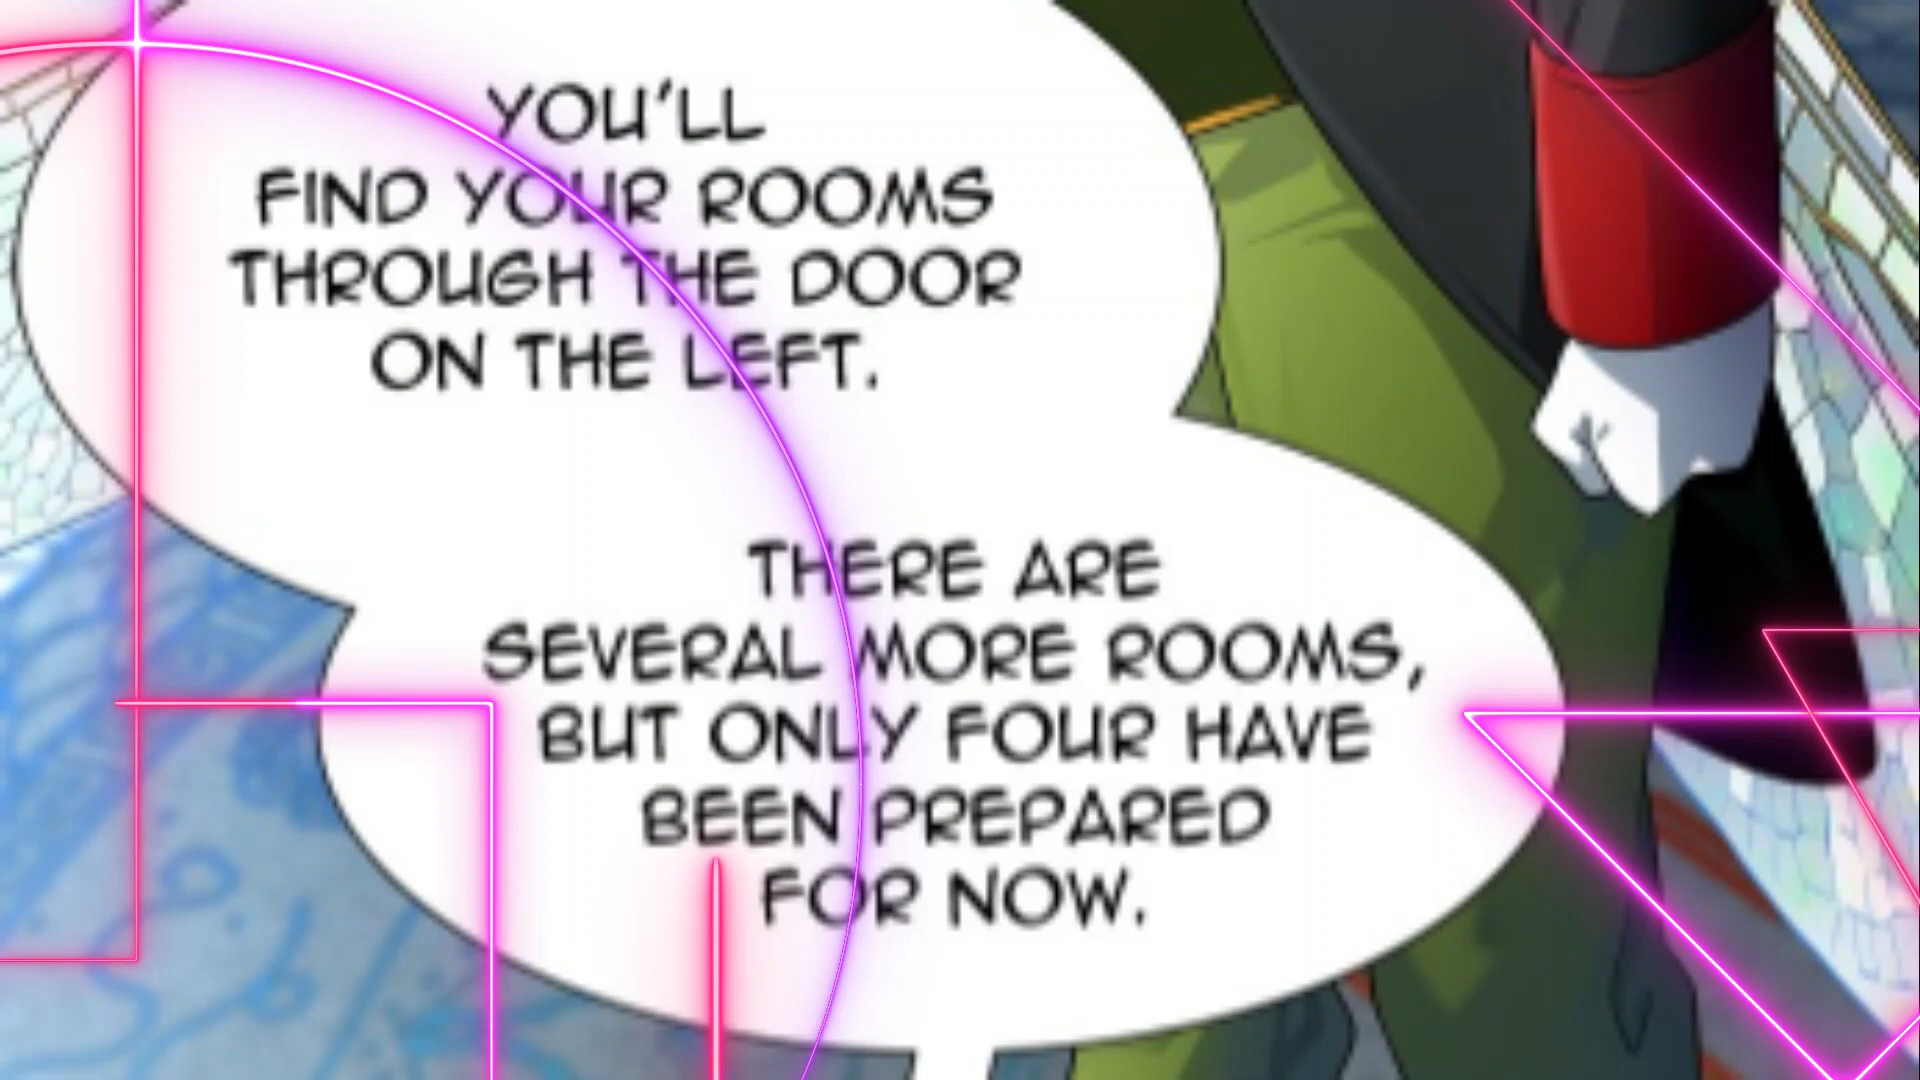 YOU'LL
FIND YOUR ROOMS
THROUGH THE DOOR
ON THE LEFT.
THERE ARE
SEVERAL MORE ROOMS,
BUT ONLY FOUR HAVE
BEEN PREPARED
FOR NOW.